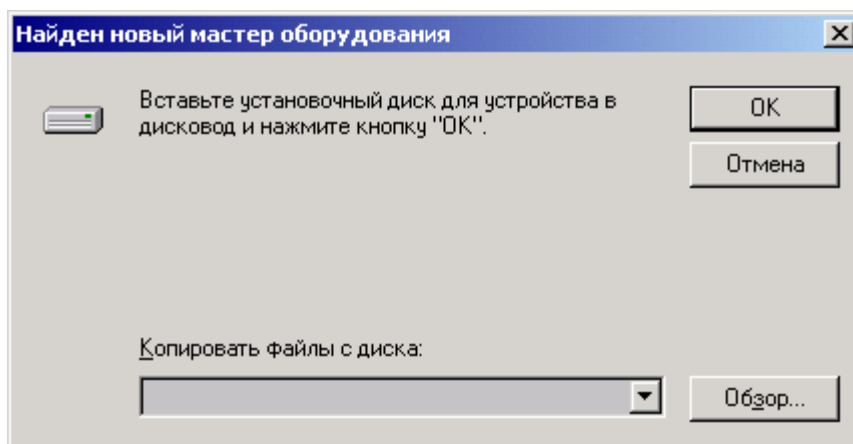 Найден новый мастер оборудования
Вставьте установочный диск для устройства в
дисковод и нажмите кнопку "ОК".
ОК
Отмена
Копировать файлы с диска:
Обзор...